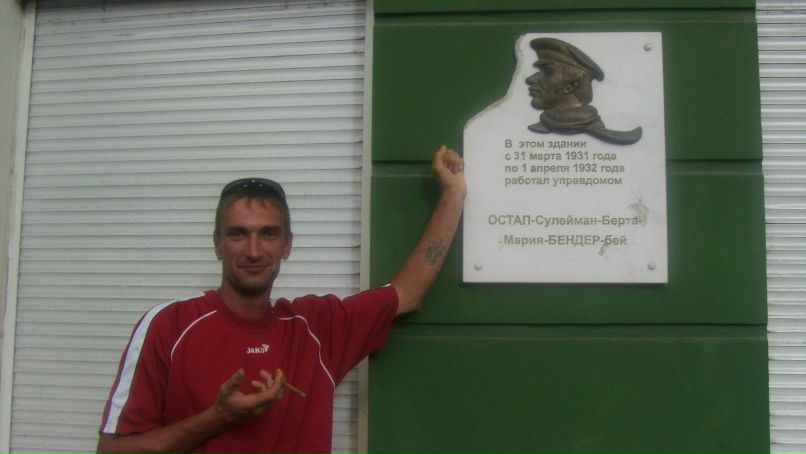 В этом здании
с 31 марта 1931 года
по 1 апреля 1932 года
работал управдомом
ОСТАП-Сулейман-Берта-
Мария-БЕНДЕР-бей
JAKO